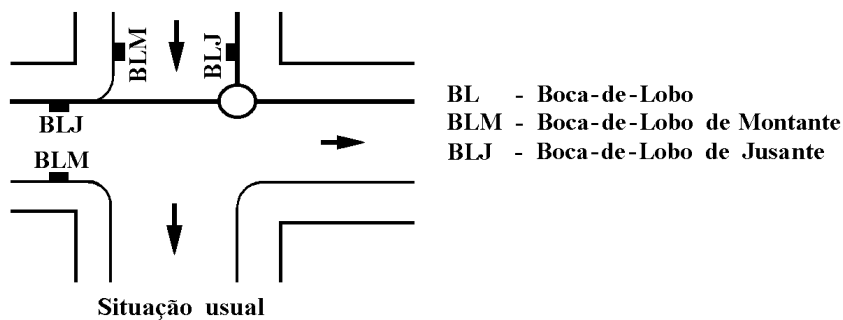 BLM
BLJ
BLJ
BLM
BL - Boca-de-Lobo
BLM - Boca-de-Lobo de Montante
BLJ - Boca-de-Lobo de Jusante
Situação usual